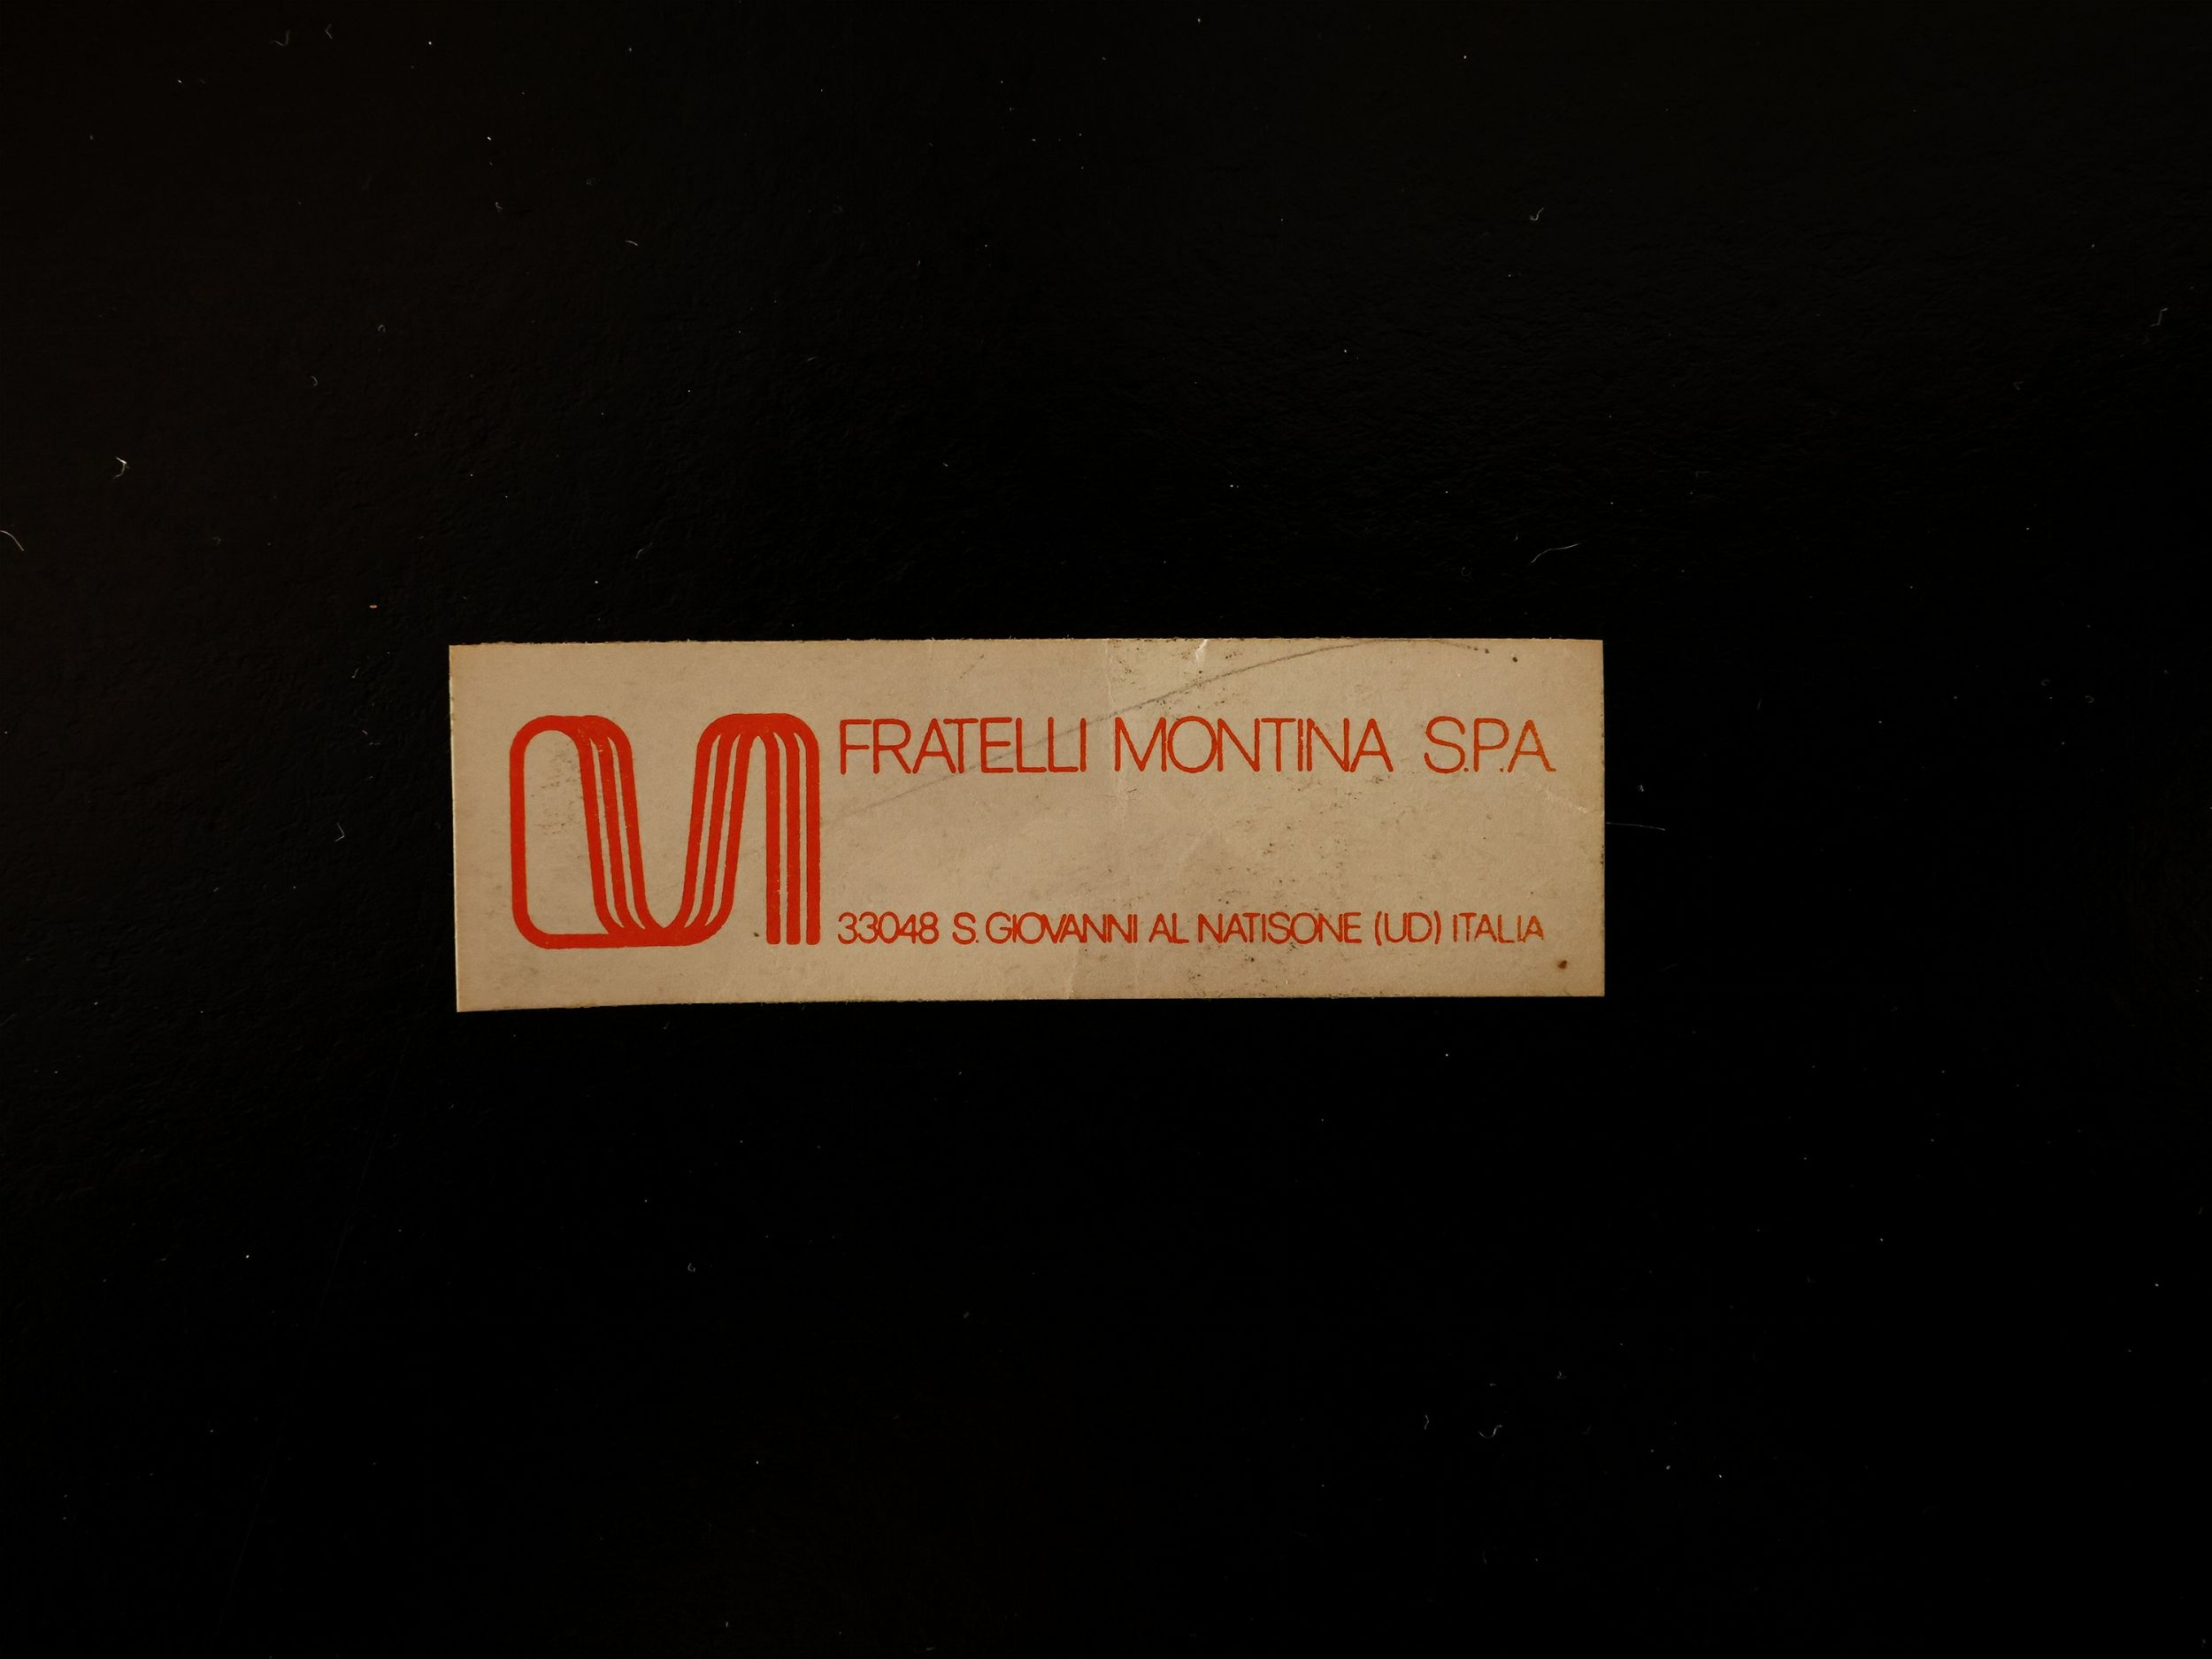 FRATELLI MONTINA S.P.A.
33048 S. GIOVANNI AL NATISONE (UD) ITALIA